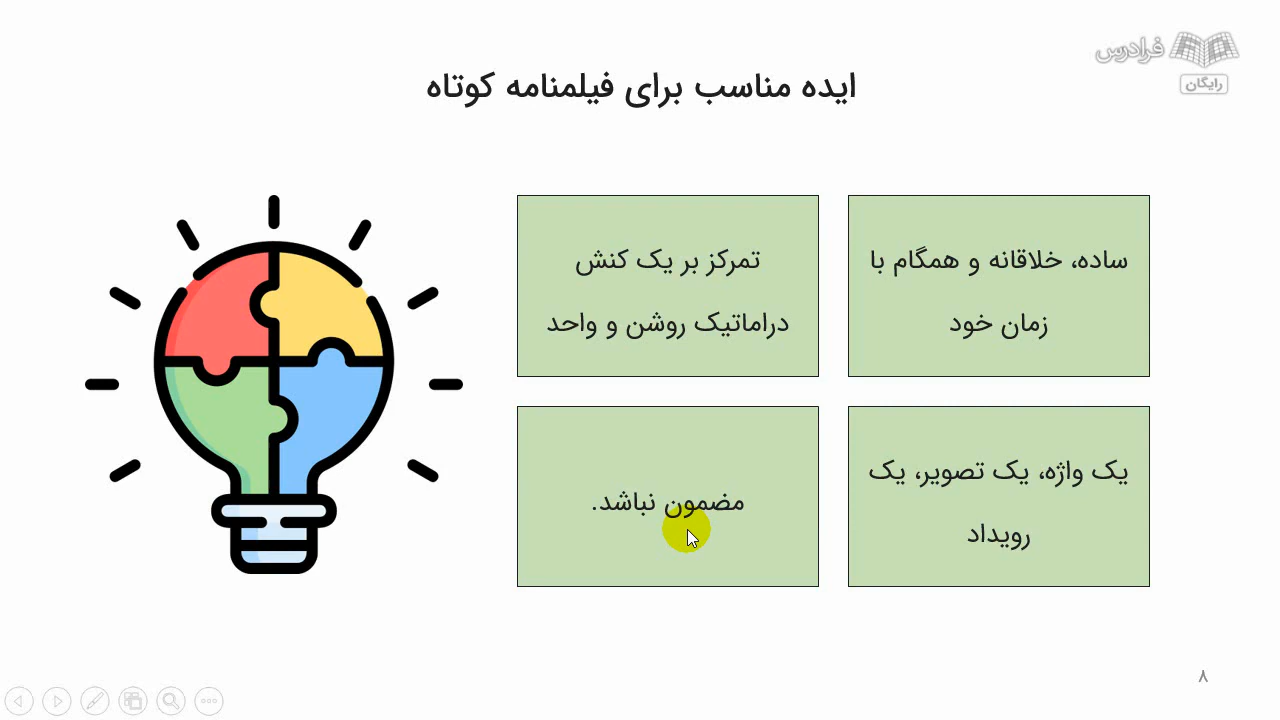 فرادرس
رایگان
ایده مناسب برای فیلمنامه کوتاه
ساده، خلاقانه و همگام با
زمان خود
تمرکز بر یک کنش
دراماتیک روشن و واحد
یک واژه، یک تصویر، یک
رویداد
مضمون نباشد.
۸